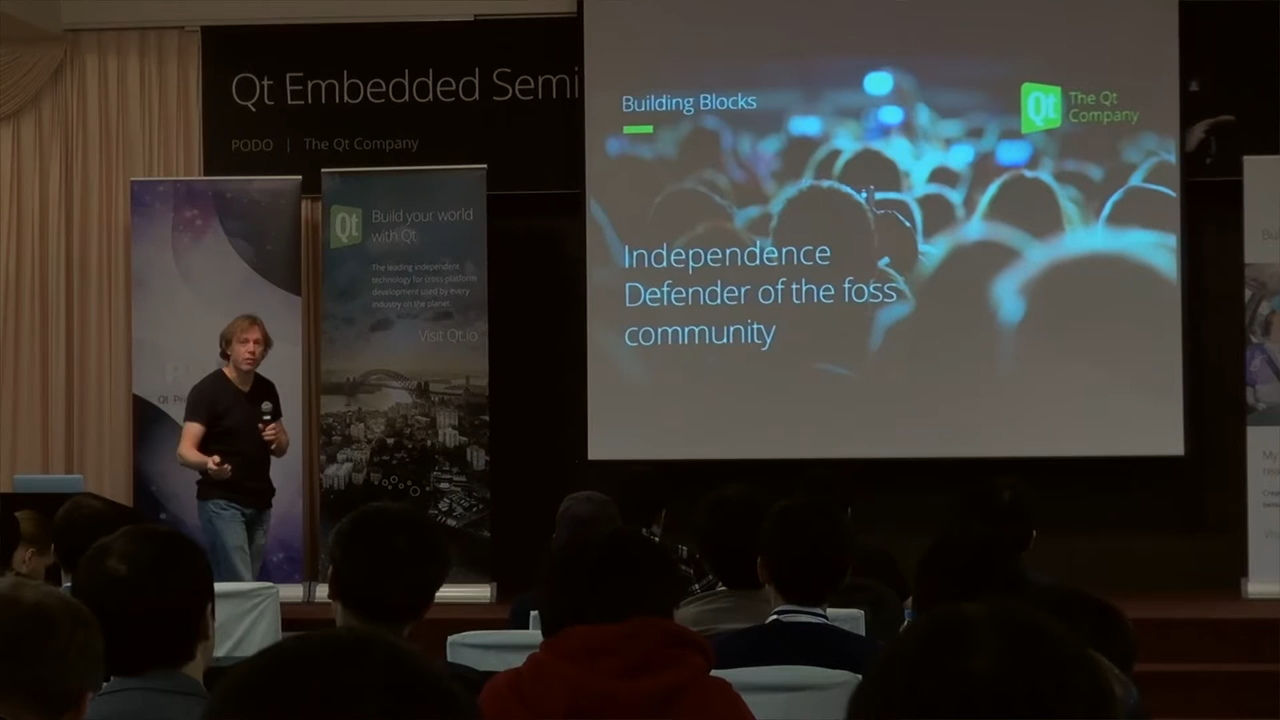 Qt Embedded Semi
PODO | The Qt Company
Qt
Build your world
with Qt
The leading independent
technology for cross-platform
development used by every
industry on the planet.
Visit Qt.io
Qt
Building Blocks
Qt
The Qt
Company
Independence
Defender of the foss
community
My